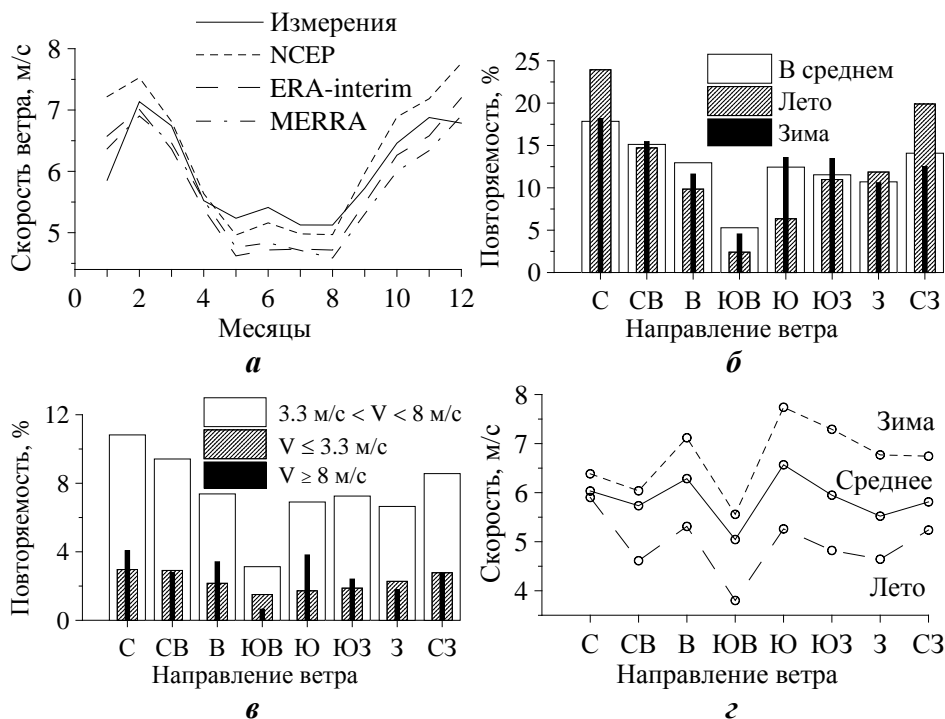 Измерения
NCEP
ERA-interim
MERRA
Скорость ветра, м/с
8
7
6
5
0 2 4 6 8 10 12
Месяцы
а
В среднем
Лето
Зима
Повторяемость, %
25
20
15
10
5
0
С СВ В ЮВ Ю ЮЗ З СЗ
Направление ветра
б
3.3 м/с < V < 8 м/с
V ≤ 3.3 м/с
V ≥ 8 м/с
Повторяемость, %
12
8
4
0
С СВ В ЮВ Ю ЮЗ З СЗ
Направление ветра
в
Зима
Среднее
Лето
Скорость, м/с
8
7
6
5
4
С СВ В ЮВ Ю ЮЗ З СЗ
Направление ветра
г